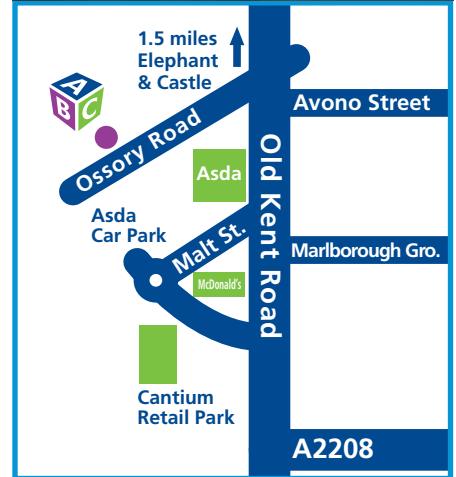 1.5 miles
Elephant
& Castle
A
B C
Ossory Road
Avono Street
Asda
Old Kent Road
Asda
Car Park
Malt St.
Marlborough Gro.
McDonald's
Cantium
Retail Park
A2208